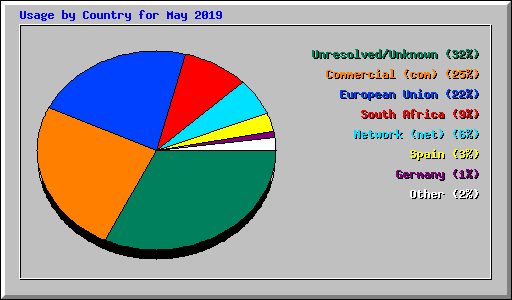 Usage by Country for May 2019
Unresolved/Unknown (32%)
Commercial (com) (25%)
European Union (22%)
South Africa (9%)
Network (net) (6%)
Spain (3%)
Germany (1%)
Other (2%)